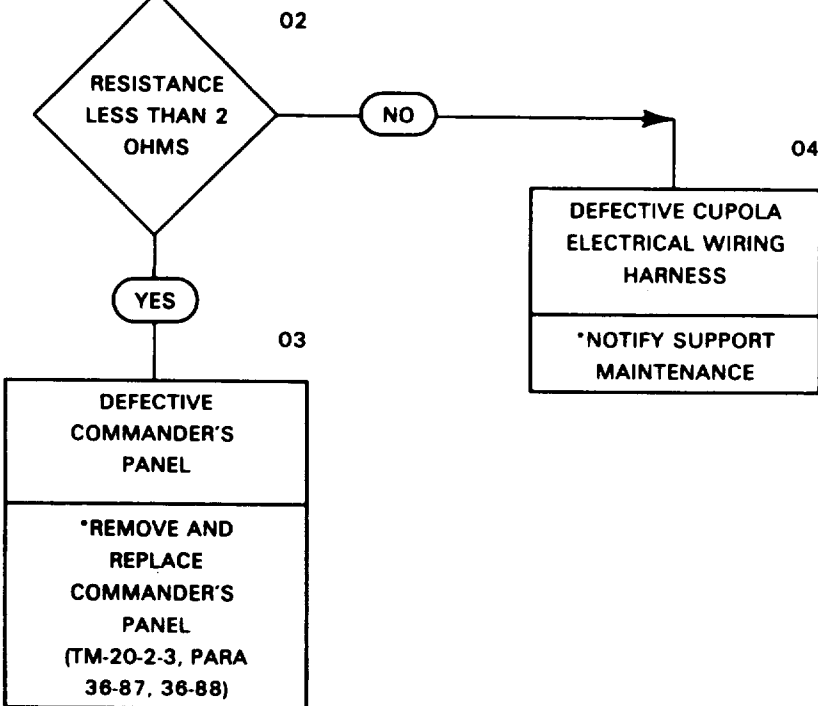 02
RESISTANCE
LESS THAN 2
OHMS
NO
04
DEFECTIVE CUPOLA
ELECTRICAL WIRING
HARNESS
*NOTIFY SUPPORT
MAINTENANCE
YES
03
DEFECTIVE
COMMANDER'S
PANEL
*REMOVE AND
REPLACE
COMMANDER'S
PANEL
(TM-20-2-3, PARA
36-87, 36-88)